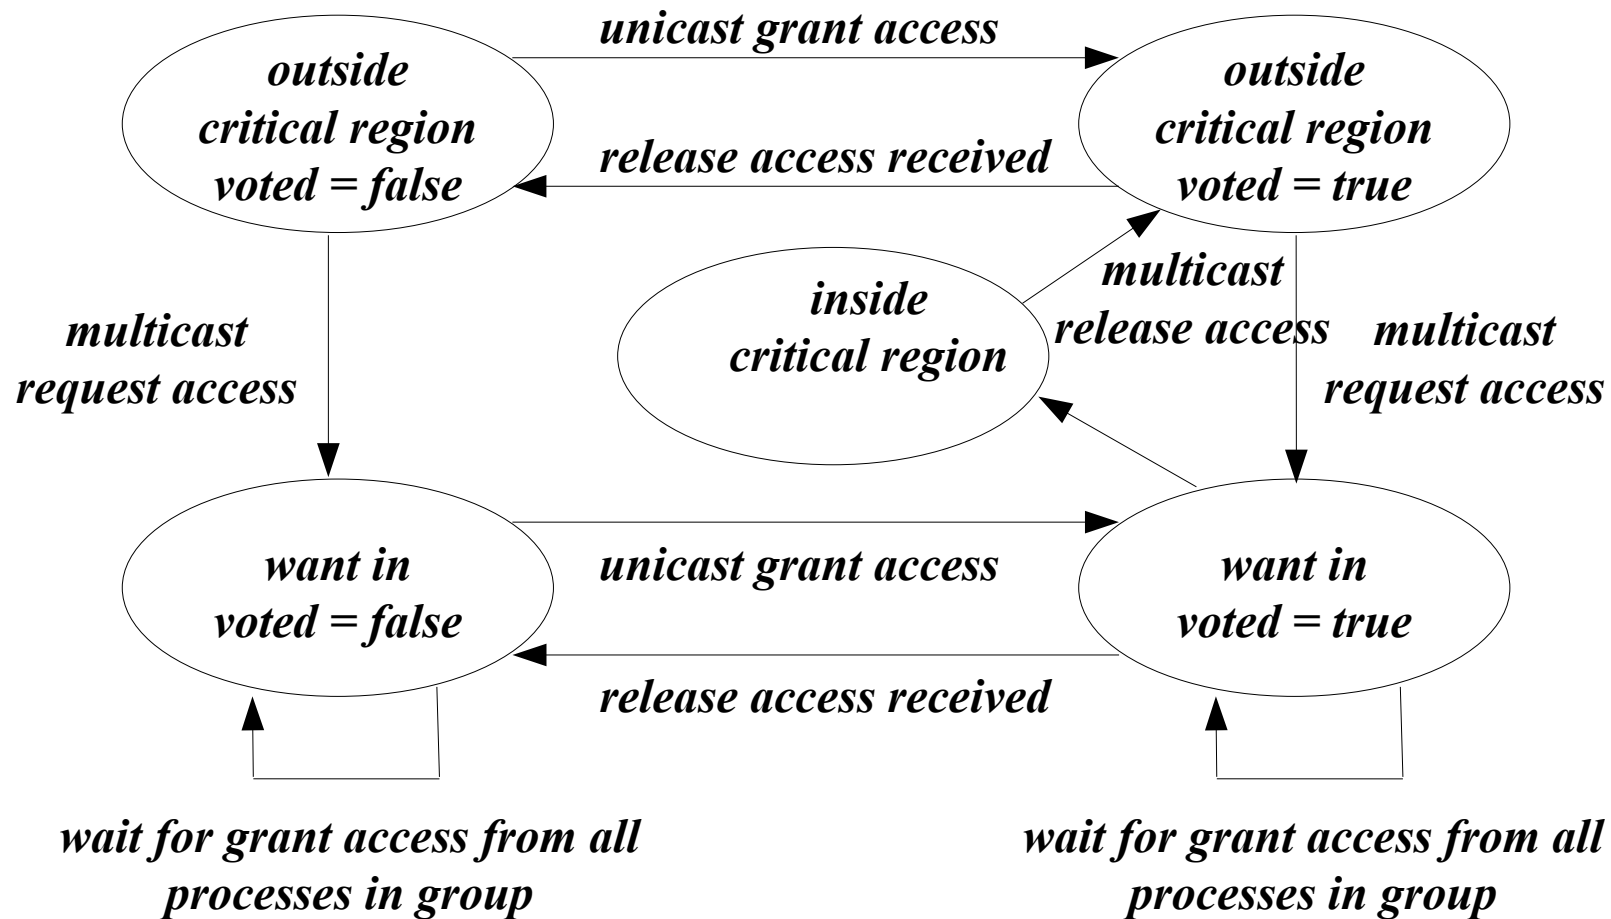 unicast grant access
outside
critical region
voted = false
outside
critical region
voted = true
release access received
inside
critical region
multicast
release access
multicast
request access
multicast
request access
want in
voted = false
unicast grant access
want in
voted = true
release access received
wait for grant access from all
processes in group
wait for grant access from all
processes in group